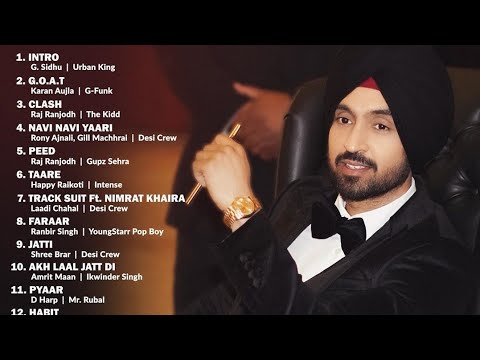 1. INTRO
G. Sidhu | Urban King
2. G.O.A.T
Karan Aujla | G-Funk
3. CLASH
Raj Ranjodh | The Kidd
4. NAVI NAVI YAARI
Rony Ajnali, Gill Machhrai | Desi Crew
5. PEED
Raj Ranjodh | Gupz Sehra
6. TAARE
Happy Raikoti | Intense
7. TRACK SUIT Ft. NIMRAT KHAIRA
Laadi Chahal | Desi Crew
8. FARAAR
Ranbir Singh | YoungStarr Pop Boy
9. JATTI
Shree Brar | Desi Crew
10. AKH LAAL JATT DI
Amrit Maan | Ikwinder Singh
11. PYAAR
D Harp | Mr. Rubal
12. HABIT